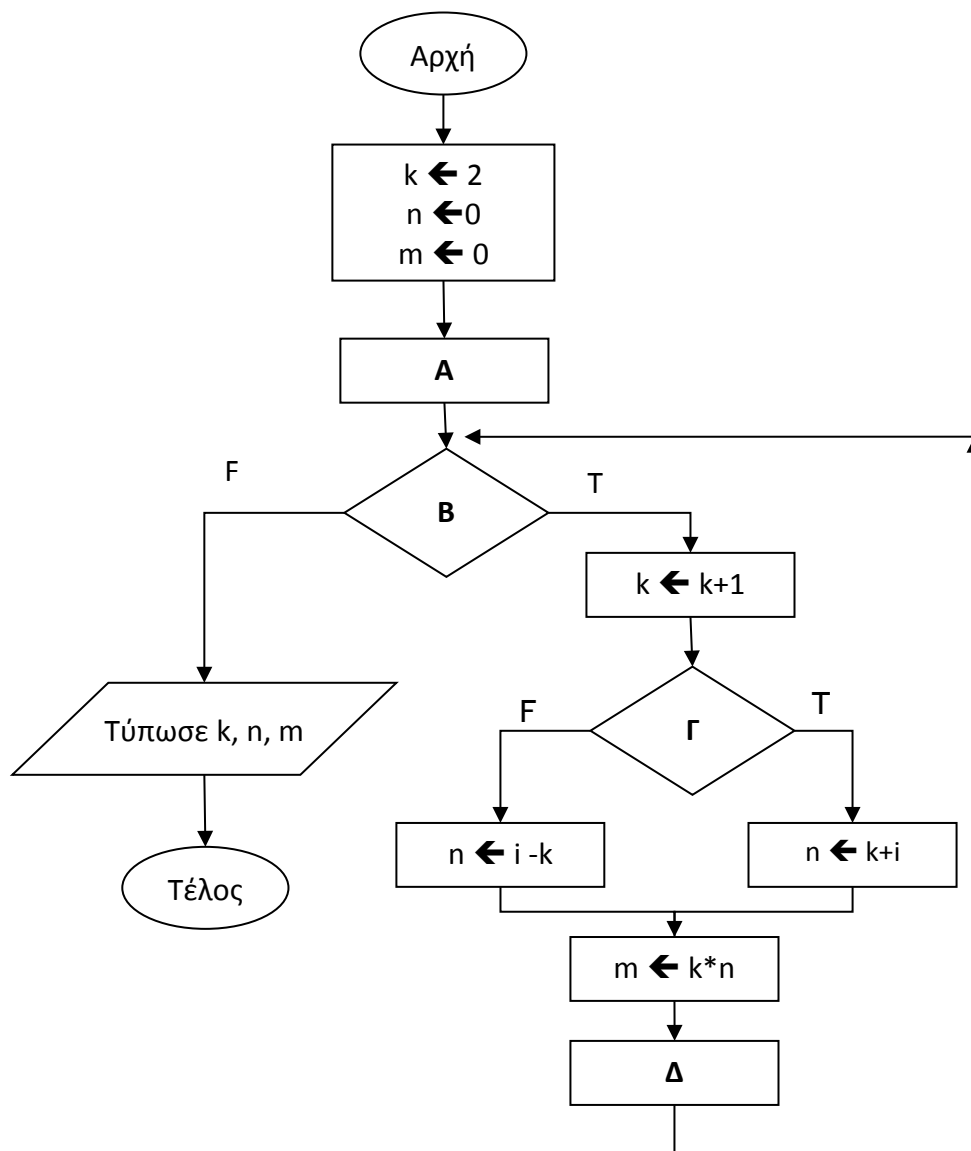 Αρχή
k 🡸 2
n 🡸0
m 🡸 0
Α
F
T
Β
k 🡸 k+1
Τύπωσε k, n, m
F
T
Γ
n 🡸 i -k
n 🡸 k+i
Τέλος
m 🡸 k*n
Δ